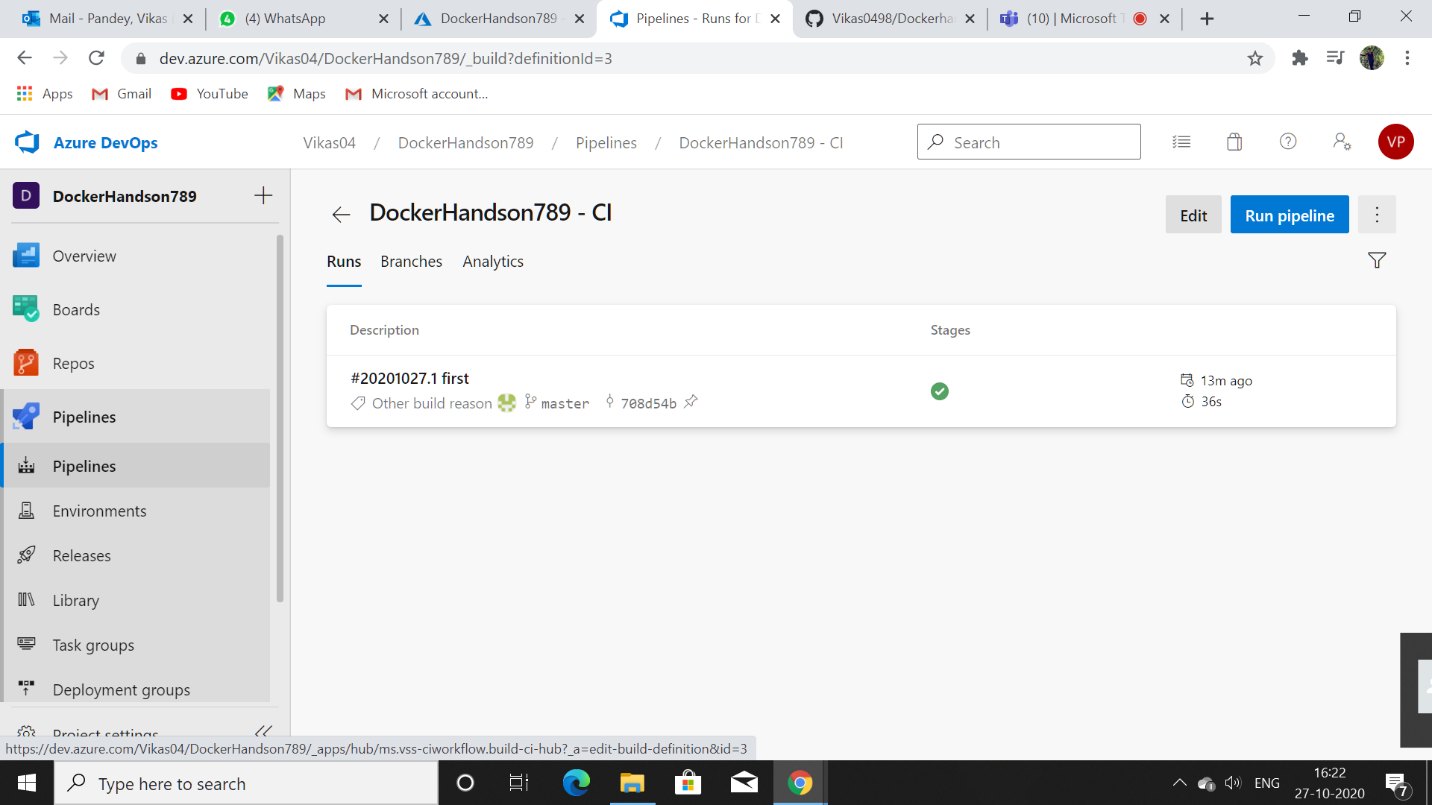 Mail - Pandey, Vikas
(4) WhatsApp
DockerHandson789 -
Pipelines - Runs for D
Vikas0498/Dockerha
(10) | Microsoft T
dev.azure.com/Vikas04/DockerHandson789/_build?definitionId=3
Apps
Gmail
YouTube
Maps
Microsoft account...
Azure DevOps
Vikas04 / DockerHandson789 / Pipelines / DockerHandson789 - CI
Search
VP
D DockerHandson789
DockerHandson789 - CI
Edit
Run pipeline
Overview
Runs
Branches
Analytics
Boards
Description
Stages
Repos
#20201027.1 first
13m ago
Other build reason
master
708d54b
36s
Pipelines
Pipelines
Environments
Releases
Library
Task groups
Deployment groups
Project settings
https://dev.azure.com/Vikas04/DockerHandson789/_apps/hub/ms.vss-ciworkflow.build-ci-hub?_a=edit-build-definition&id=3
Type here to search
ENG
16:22
27-10-2020
7